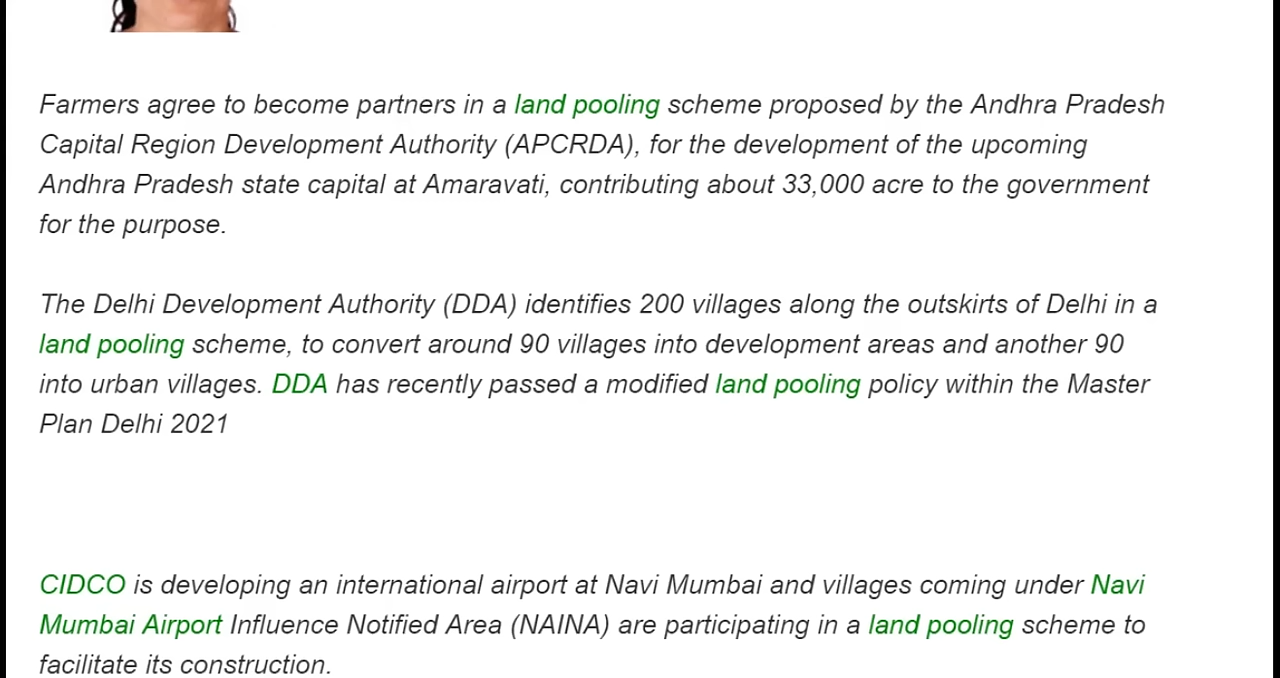 Farmers agree to become partners in a land pooling scheme proposed by the Andhra Pradesh
Capital Region Development Authority (APCRDA), for the development of the upcoming
Andhra Pradesh state capital at Amaravati, contributing about 33,000 acre to the government
for the purpose.
The Delhi Development Authority (DDA) identifies 200 villages along the outskirts of Delhi in a
land pooling scheme, to convert around 90 villages into development areas and another 90
into urban villages. DDA has recently passed a modified land pooling policy within the Master
Plan Delhi 2021
CIDCO is developing an international airport at Navi Mumbai and villages coming under Navi
Mumbai Airport Influence Notified Area (NAINA) are participating in a land pooling scheme to
facilitate its construction.